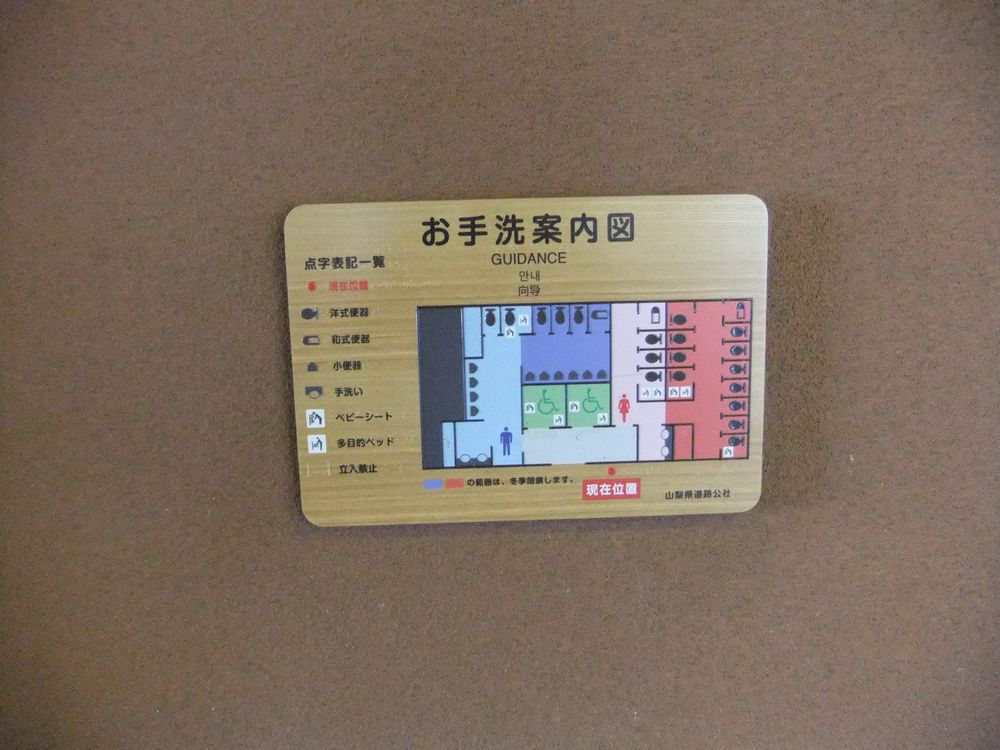 お手洗案内図
GUIDANCE
안내
向导
点字表記一覧
現在位置
洋式便器
和式便器
小便器
手洗い
ベビーシート
多目的ベッド
立入禁止
の範囲は、冬季閉鎖します。
現在位置
山梨県道路公社